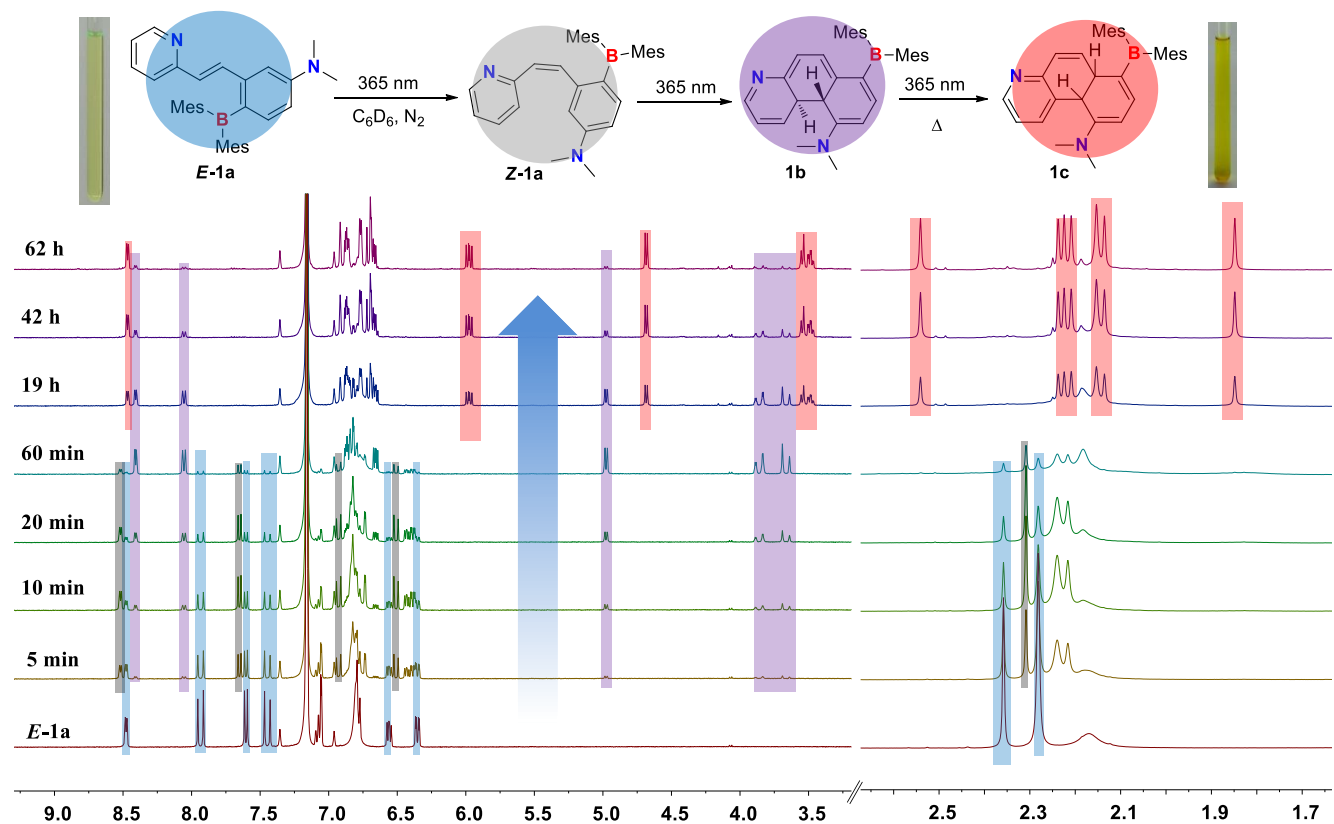 N
N
B
Mes
Mes
E-1a
365 nm
C6D6, N2
Mes
B
Mes
N
N
Z-1a
365 nm
Mes
B
Mes
H
N
H
N
1b
365 nm
Δ
Mes
H
B
Mes
H
N
N
1c
62 h
42 h
19 h
60 min
20 min
10 min
5 min
E-1a
9.0 8.5 8.0 7.5 7.0 6.5 6.0 5.5 5.0 4.5 4.0 3.5 2.5 2.3 2.1 1.9 1.7